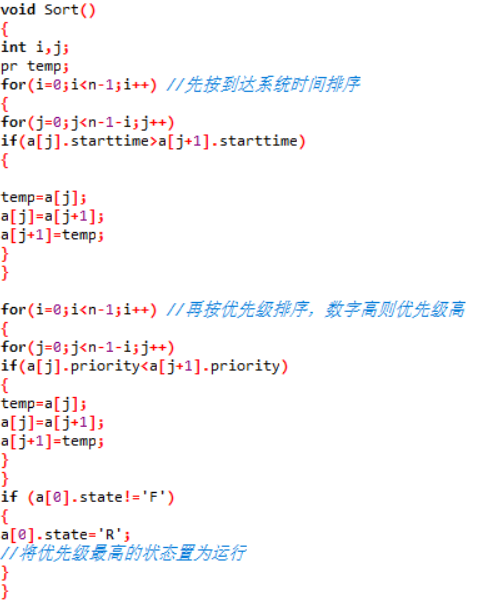 void Sort()
{
int i,j;
pr temp;
for(i=0;i<n-1;i++) //先按到达系统时间排序
{
for(j=0;j<n-1-i;j++)
if(a[j].starttime>a[j+1].starttime)
{
temp=a[j];
a[j]=a[j+1];
a[j+1]=temp;
}
}
for(i=0;i<n-1;i++) //再按优先级排序，数字高则优先级高
{
for(j=0;j<n-1-i;j++)
if(a[j].priority<a[j+1].priority)
{
temp=a[j];
a[j]=a[j+1];
a[j+1]=temp;
}
}
if (a[0].state!='F')
{
a[0].state='R';
//将优先级最高的状态置为运行
}
}